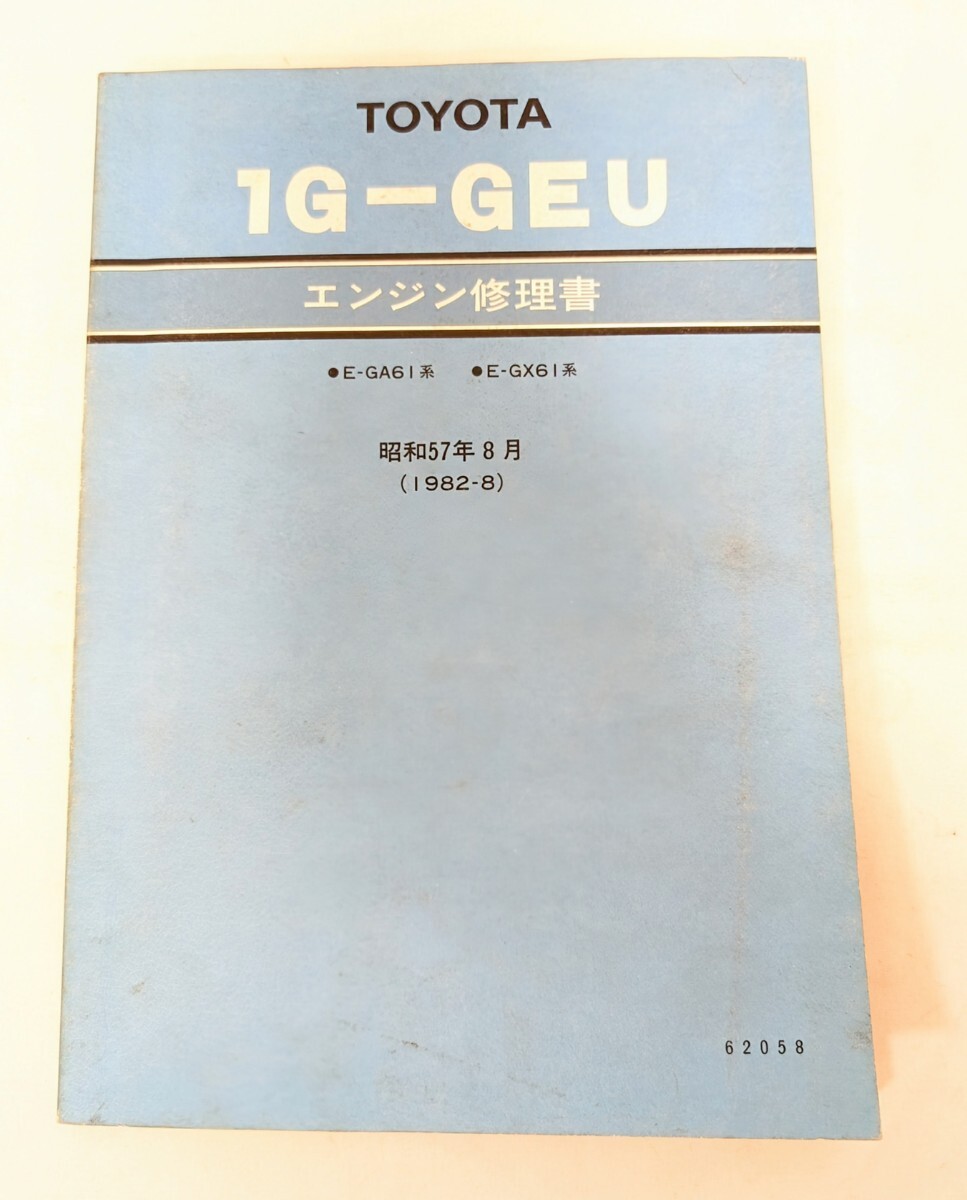 TOYOTA
1G-GEU
エンジン修理書
●E-GA61系 ●E-GX61系
昭和57年8月
(1982-8)
62058